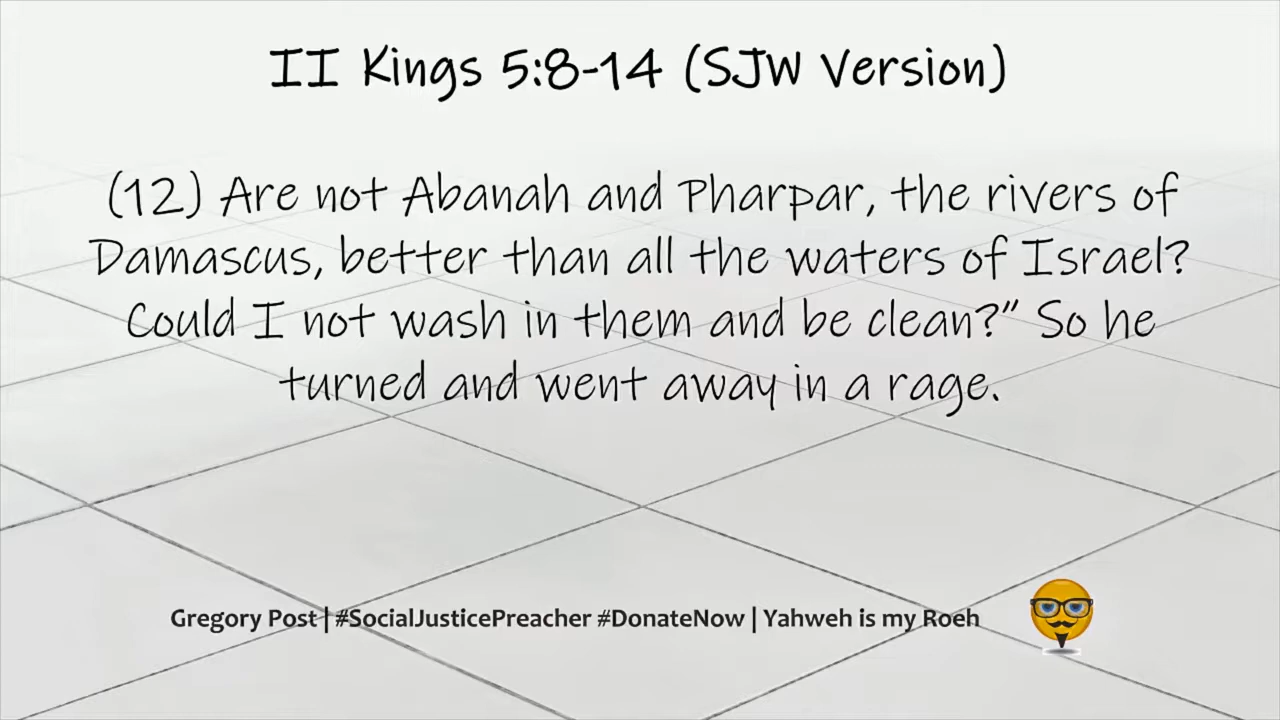 II Kings 5:8-14 (SJW Version)
(12) Are not Abanah and Pharpar, the rivers of
Damascus, better than all the waters of Israel?
Could I not wash in them and be clean?” So he
turned and went away in a rage.
Gregory Post | #SocialJusticePreacher #DonateNow | Yahweh is my Roeh